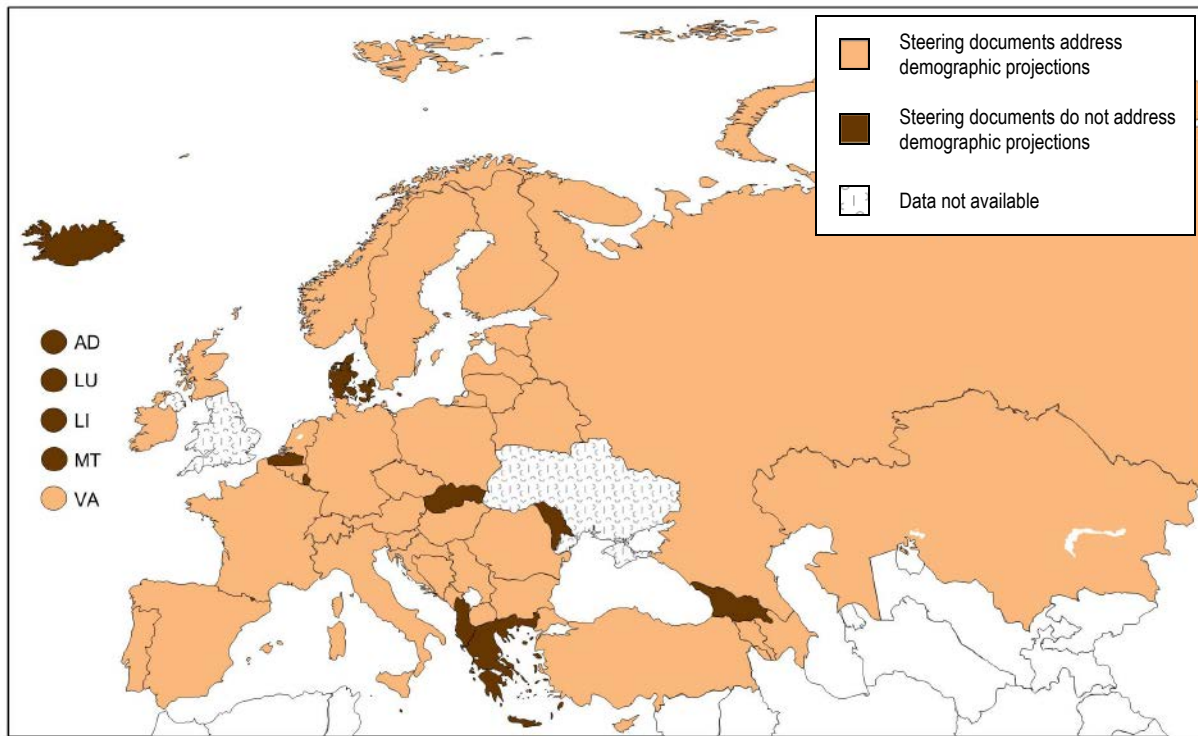 Steering documents address
demographic projections
Steering documents do not address
demographic projections
Data not available
AD
LU
LI
MT
VA